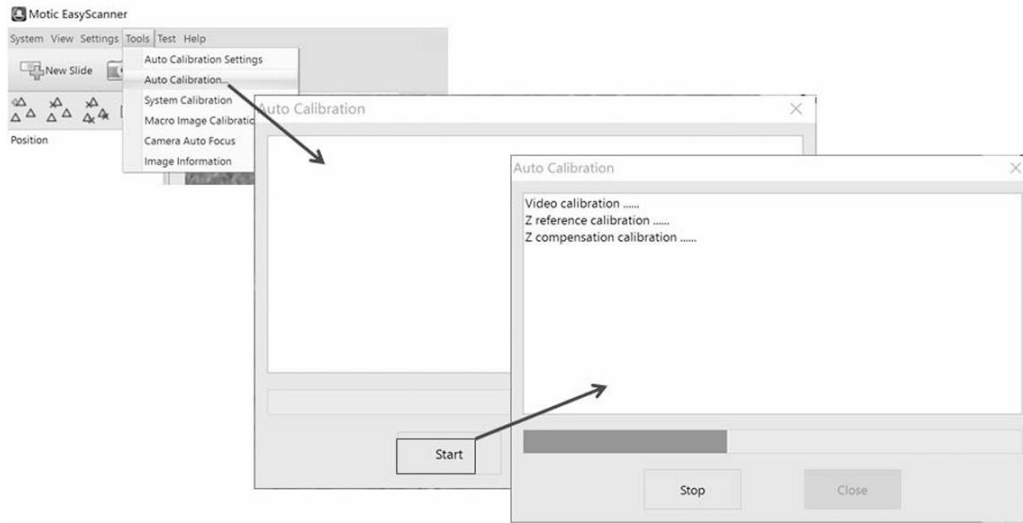 Motic EasyScanner
System View Settings Tools Test Help
New Slide
Auto Calibration Settings
Auto Calibration...
System Calibration
Macro Image Calibratio
Camera Auto Focus
Image Information
Position
Auto Calibration
Start
Auto Calibration
Video calibration ......
Z reference calibration ......
Z compensation calibration ......
Stop
Close